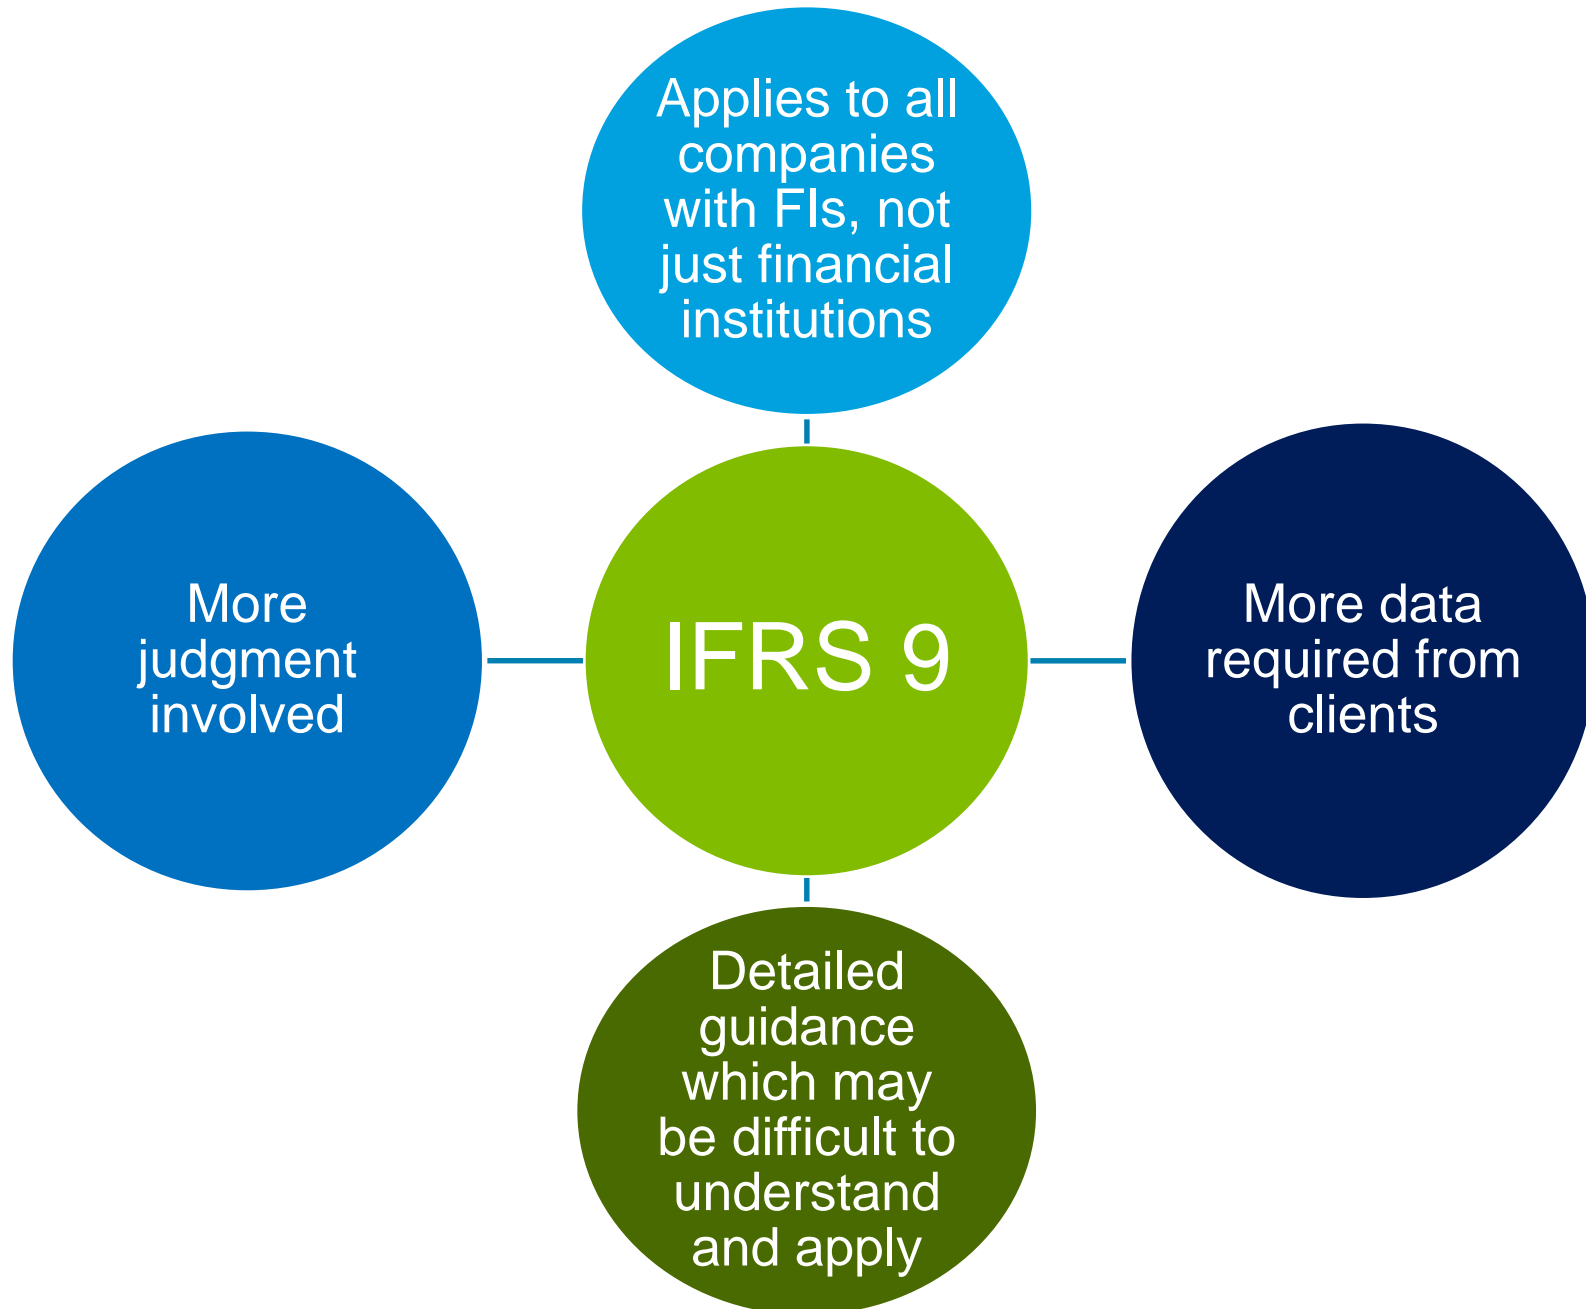 Applies to all
companies
with FIs, not
just financial
institutions
More
judgment
involved
IFRS 9
More data
required from
clients
Detailed
guidance
which may
be difficult to
understand
and apply